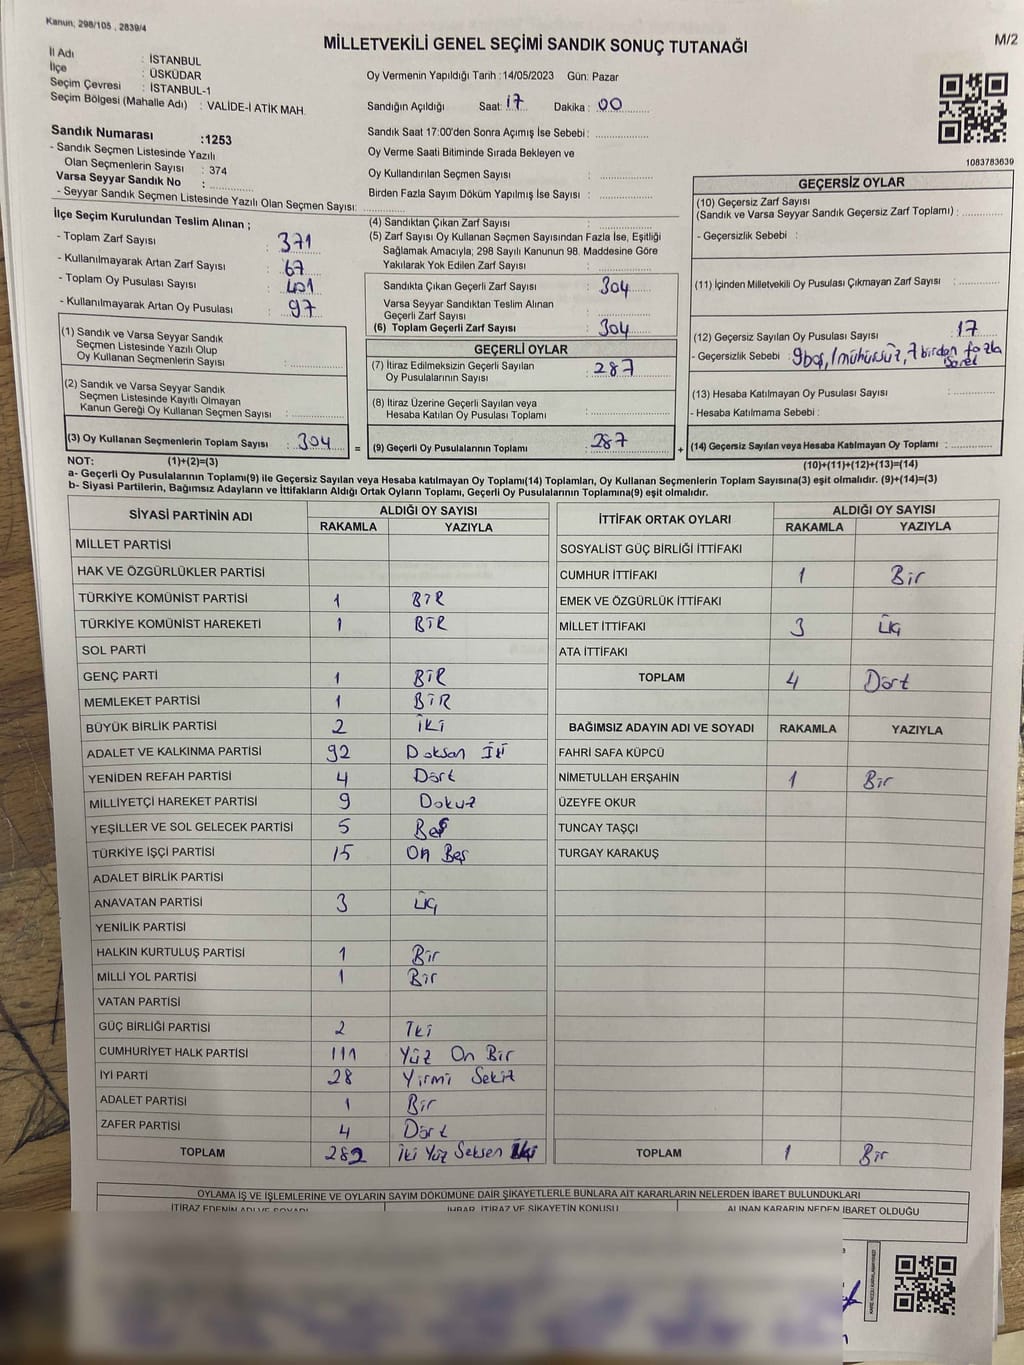 Kanun; 298/105 , 2839/4
MİLLETVEKİLİ GENEL SEÇİMİ SANDIK SONUÇ TUTANAĞI
M/2
İl Adı : İSTANBUL
İlçe : ÜSKÜDAR
Seçim Çevresi : İSTANBUL-1
Seçim Bölgesi (Mahalle Adı) : VALİDE-İ ATİK MAH.
Oy Vermenin Yapıldığı Tarih : 14/05/2023 Gün: Pazar
Sandığın Açıldığı Saat: 17 Dakika : 00
Sandık Saat 17:00'den Sonra Açımış İse Sebebi :
Oy Verme Saati Bitiminde Sırada Bekleyen ve
Oy Kullandırılan Seçmen Sayısı :
Birden Fazla Sayım Döküm Yapılmış İse Sayısı :
1083783639
Sandık Numarası :1253
- Sandık Seçmen Listesinde Yazılı
Olan Seçmenlerin Sayısı : 374
Varsa Seyyar Sandık No :
- Seyyar Sandık Seçmen Listesinde Yazılı Olan Seçmen Sayısı:
İlçe Seçim Kurulundan Teslim Alınan ;
- Toplam Zarf Sayısı : 371
- Kullanılmayarak Artan Zarf Sayısı : 67
- Toplam Oy Pusulası Sayısı : 401
- Kullanılmayarak Artan Oy Pusulası : 97
(1) Sandık ve Varsa Seyyar Sandık
Seçmen Listesinde Yazılı Olup
Oy Kullanan Seçmenlerin Sayısı :
(2) Sandık ve Varsa Seyyar Sandık
Seçmen Listesinde Kayıtlı Olmayan
Kanun Gereği Oy Kullanan Seçmen Sayısı :
(3) Oy Kullanan Seçmenlerin Toplam Sayısı : 304
(4) Sandıktan Çıkan Zarf Sayısı :
(5) Zarf Sayısı Oy Kullanan Seçmen Sayısından Fazla İse, Eşitliği
Sağlamak Amacıyla; 298 Sayılı Kanunun 98. Maddesine Göre
Yakılarak Yok Edilen Zarf Sayısı :
Sandıkta Çıkan Geçerli Zarf Sayısı : 304
Varsa Seyyar Sandıktan Teslim Alınan
Geçerli Zarf Sayısı :
(6) Toplam Geçerli Zarf Sayısı : 304
GEÇERLİ OYLAR
(7) İtiraz Edilmeksizin Geçerli Sayılan
Oy Pusulalarının Sayısı : 287
(8) İtiraz Üzerine Geçerli Sayılan veya
Hesaba Katılan Oy Pusulası Toplamı :
= (9) Geçerli Oy Pusulalarının Toplamı : 287 +
GEÇERSİZ OYLAR
(10) Geçersiz Zarf Sayısı
(Sandık ve Varsa Seyyar Sandık Geçersiz Zarf Toplamı) :
- Geçersizlik Sebebi :
(11) İçinden Milletvekili Oy Pusulası Çıkmayan Zarf Sayısı :
(12) Geçersiz Sayılan Oy Pusulası Sayısı : 17
- Geçersizlik Sebebi : 9 boş, 1 mühürsüz, 7 birden fazla
(13) Hesaba Katılmayan Oy Pusulası Sayısı :
- Hesaba Katılmama Sebebi :
(14) Geçersiz Sayılan veya Hesaba Katılmayan Oy Toplamı :
NOT: (1)+(2)=(3)
(10)+(11)+(12)+(13)=(14)
a- Geçerli Oy Pusulalarının Toplamı(9) ile Geçersiz Sayılan veya Hesaba katılmayan Oy Toplamı(14) Toplamları, Oy Kullanan Seçmenlerin Toplam Sayısına(3) eşit olmalıdır. (9)+(14)=(3)
b- Siyasi Partilerin, Bağımsız Adayların ve İttifakların Aldığı Ortak Oyların Toplamı, Geçerli Oy Pusulalarının Toplamına(9) eşit olmalıdır.
SİYASİ PARTİNİN ADI ALDIĞI OY SAYISI
RAKAMLA YAZIYLA
MİLLET PARTİSİ
HAK VE ÖZGÜRLÜKLER PARTİSİ
TÜRKİYE KOMÜNİST PARTİSİ 1 BİR
TÜRKİYE KOMÜNİST HAREKETİ 1 BİR
SOL PARTİ
GENÇ PARTİ 1 BİR
MEMLEKET PARTİSİ 1 BİR
BÜYÜK BİRLİK PARTİSİ 2 İKİ
ADALET VE KALKINMA PARTİSİ 92 Doksan İki
YENİDEN REFAH PARTİSİ 4 Dört
MİLLİYETÇİ HAREKET PARTİSİ 9 Dokuz
YEŞİLLER VE SOL GELECEK PARTİSİ 5 Beş
TÜRKİYE İŞÇİ PARTİSİ 15 On Beş
ADALET BİRLİK PARTİSİ
ANAVATAN PARTİSİ 3 Üç
YENİLİK PARTİSİ
HALKIN KURTULUŞ PARTİSİ 1 Bir
MİLLİ YOL PARTİSİ 1 Bir
VATAN PARTİSİ
GÜÇ BİRLİĞİ PARTİSİ 2 İki
CUMHURİYET HALK PARTİSİ 111 Yüz On Bir
İYİ PARTİ 28 Yirmi Sekiz
ADALET PARTİSİ 1 Bir
ZAFER PARTİSİ 4 Dört
TOPLAM 282 İki Yüz Seksen İki
İTTİFAK ORTAK OYLARI ALDIĞI OY SAYISI
RAKAMLA YAZIYLA
SOSYALİST GÜÇ BİRLİĞİ İTTİFAKI
CUMHUR İTTİFAKI 1 Bir
EMEK VE ÖZGÜRLÜK İTTİFAKI
MİLLET İTTİFAKI 3 Üç
ATA İTTİFAKI
TOPLAM 4 Dört
BAĞIMSIZ ADAYIN ADI VE SOYADI RAKAMLA YAZIYLA
FAHRİ SAFA KÜPCÜ
NİMETULLAH ERŞAHİN 1 Bir
ÜZEYFE OKUR
TUNCAY TAŞÇI
TURGAY KARAKUŞ
TOPLAM 1 Bir
OYLAMA İŞ VE İŞLEMLERİNE VE OYLARIN SAYIM DÖKÜMÜNE DAİR ŞİKAYETLERLE BUNLARA AİT KARARLARIN NELERDEN İBARET BULUNDUKLARI
İTİRAZ EDENİN ADI VE SOYADI İHBAR, İTİRAZ VE ŞİKAYETİN KONUSU ALINAN KARARIN NEDEN İBARET OLDUĞU